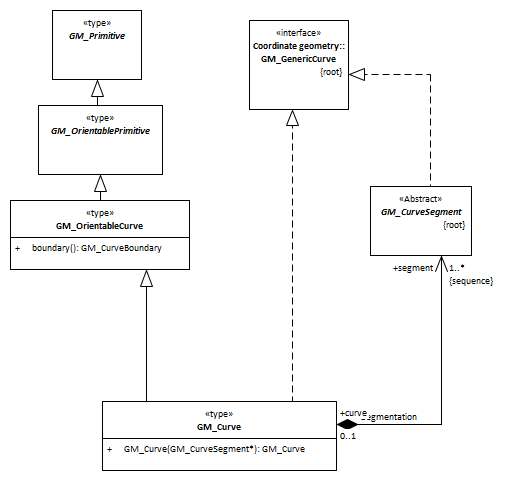 «type»
GM_Primitive
«interface»
Coordinate geometry::
GM_GenericCurve
{root}
«type»
GM_OrientablePrimitive
«type»
GM_OrientableCurve
+ boundary(): GM_CurveBoundary
«Abstract»
GM_CurveSegment
{root}
+segment
1..*
{sequence}
«type»
GM_Curve
+ GM_Curve(GM_CurveSegment*): GM_Curve
+curve
0..1